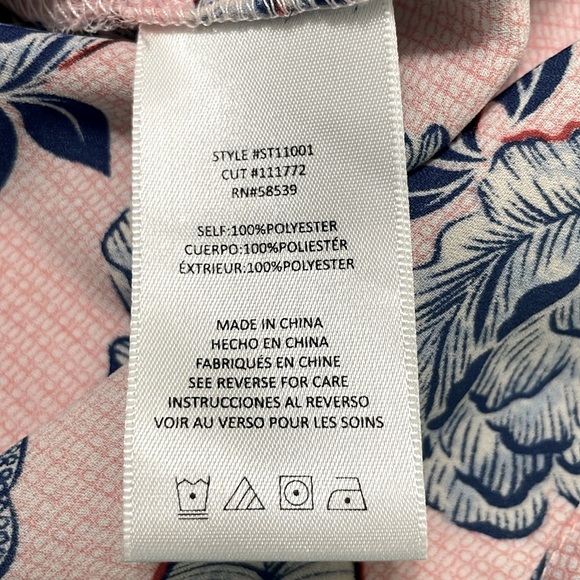 STYLE #ST11001
CUT #111772
RN#58539
SELF:100%POLYESTER
CUERPO:100%POLIESTÉR
ÉXTRIEUR:100%POLYESTER
MADE IN CHINA
HECHO EN CHINA
FABRIQUÉS EN CHINE
SEE REVERSE FOR CARE
INSTRUCCIONES AL REVERSO
VOIR AU VERSO POUR LES SOINS